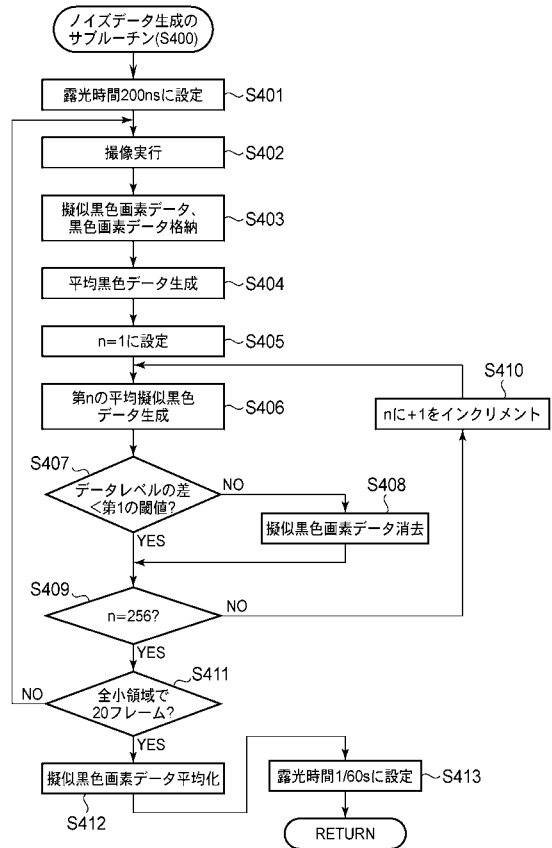 ノイズデータ生成の
サブルーチン(S400)
露光時間200nsに設定
S401
撮像実行
S402
擬似黒色画素データ、
黒色画素データ格納
S403
平均黒色データ生成
S404
n=1に設定
S405
S410
第nの平均擬似黒色
データ生成
S406
nに+1をインクリメント
S407
データレベルの差
<第1の閾値?
NO
S408
擬似黒色画素データ消去
YES
S409
n=256?
NO
YES
S411
NO
全小領域で
20フレーム?
YES
擬似黒色画素データ平均化
S412
露光時間1/60sに設定
S413
RETURN